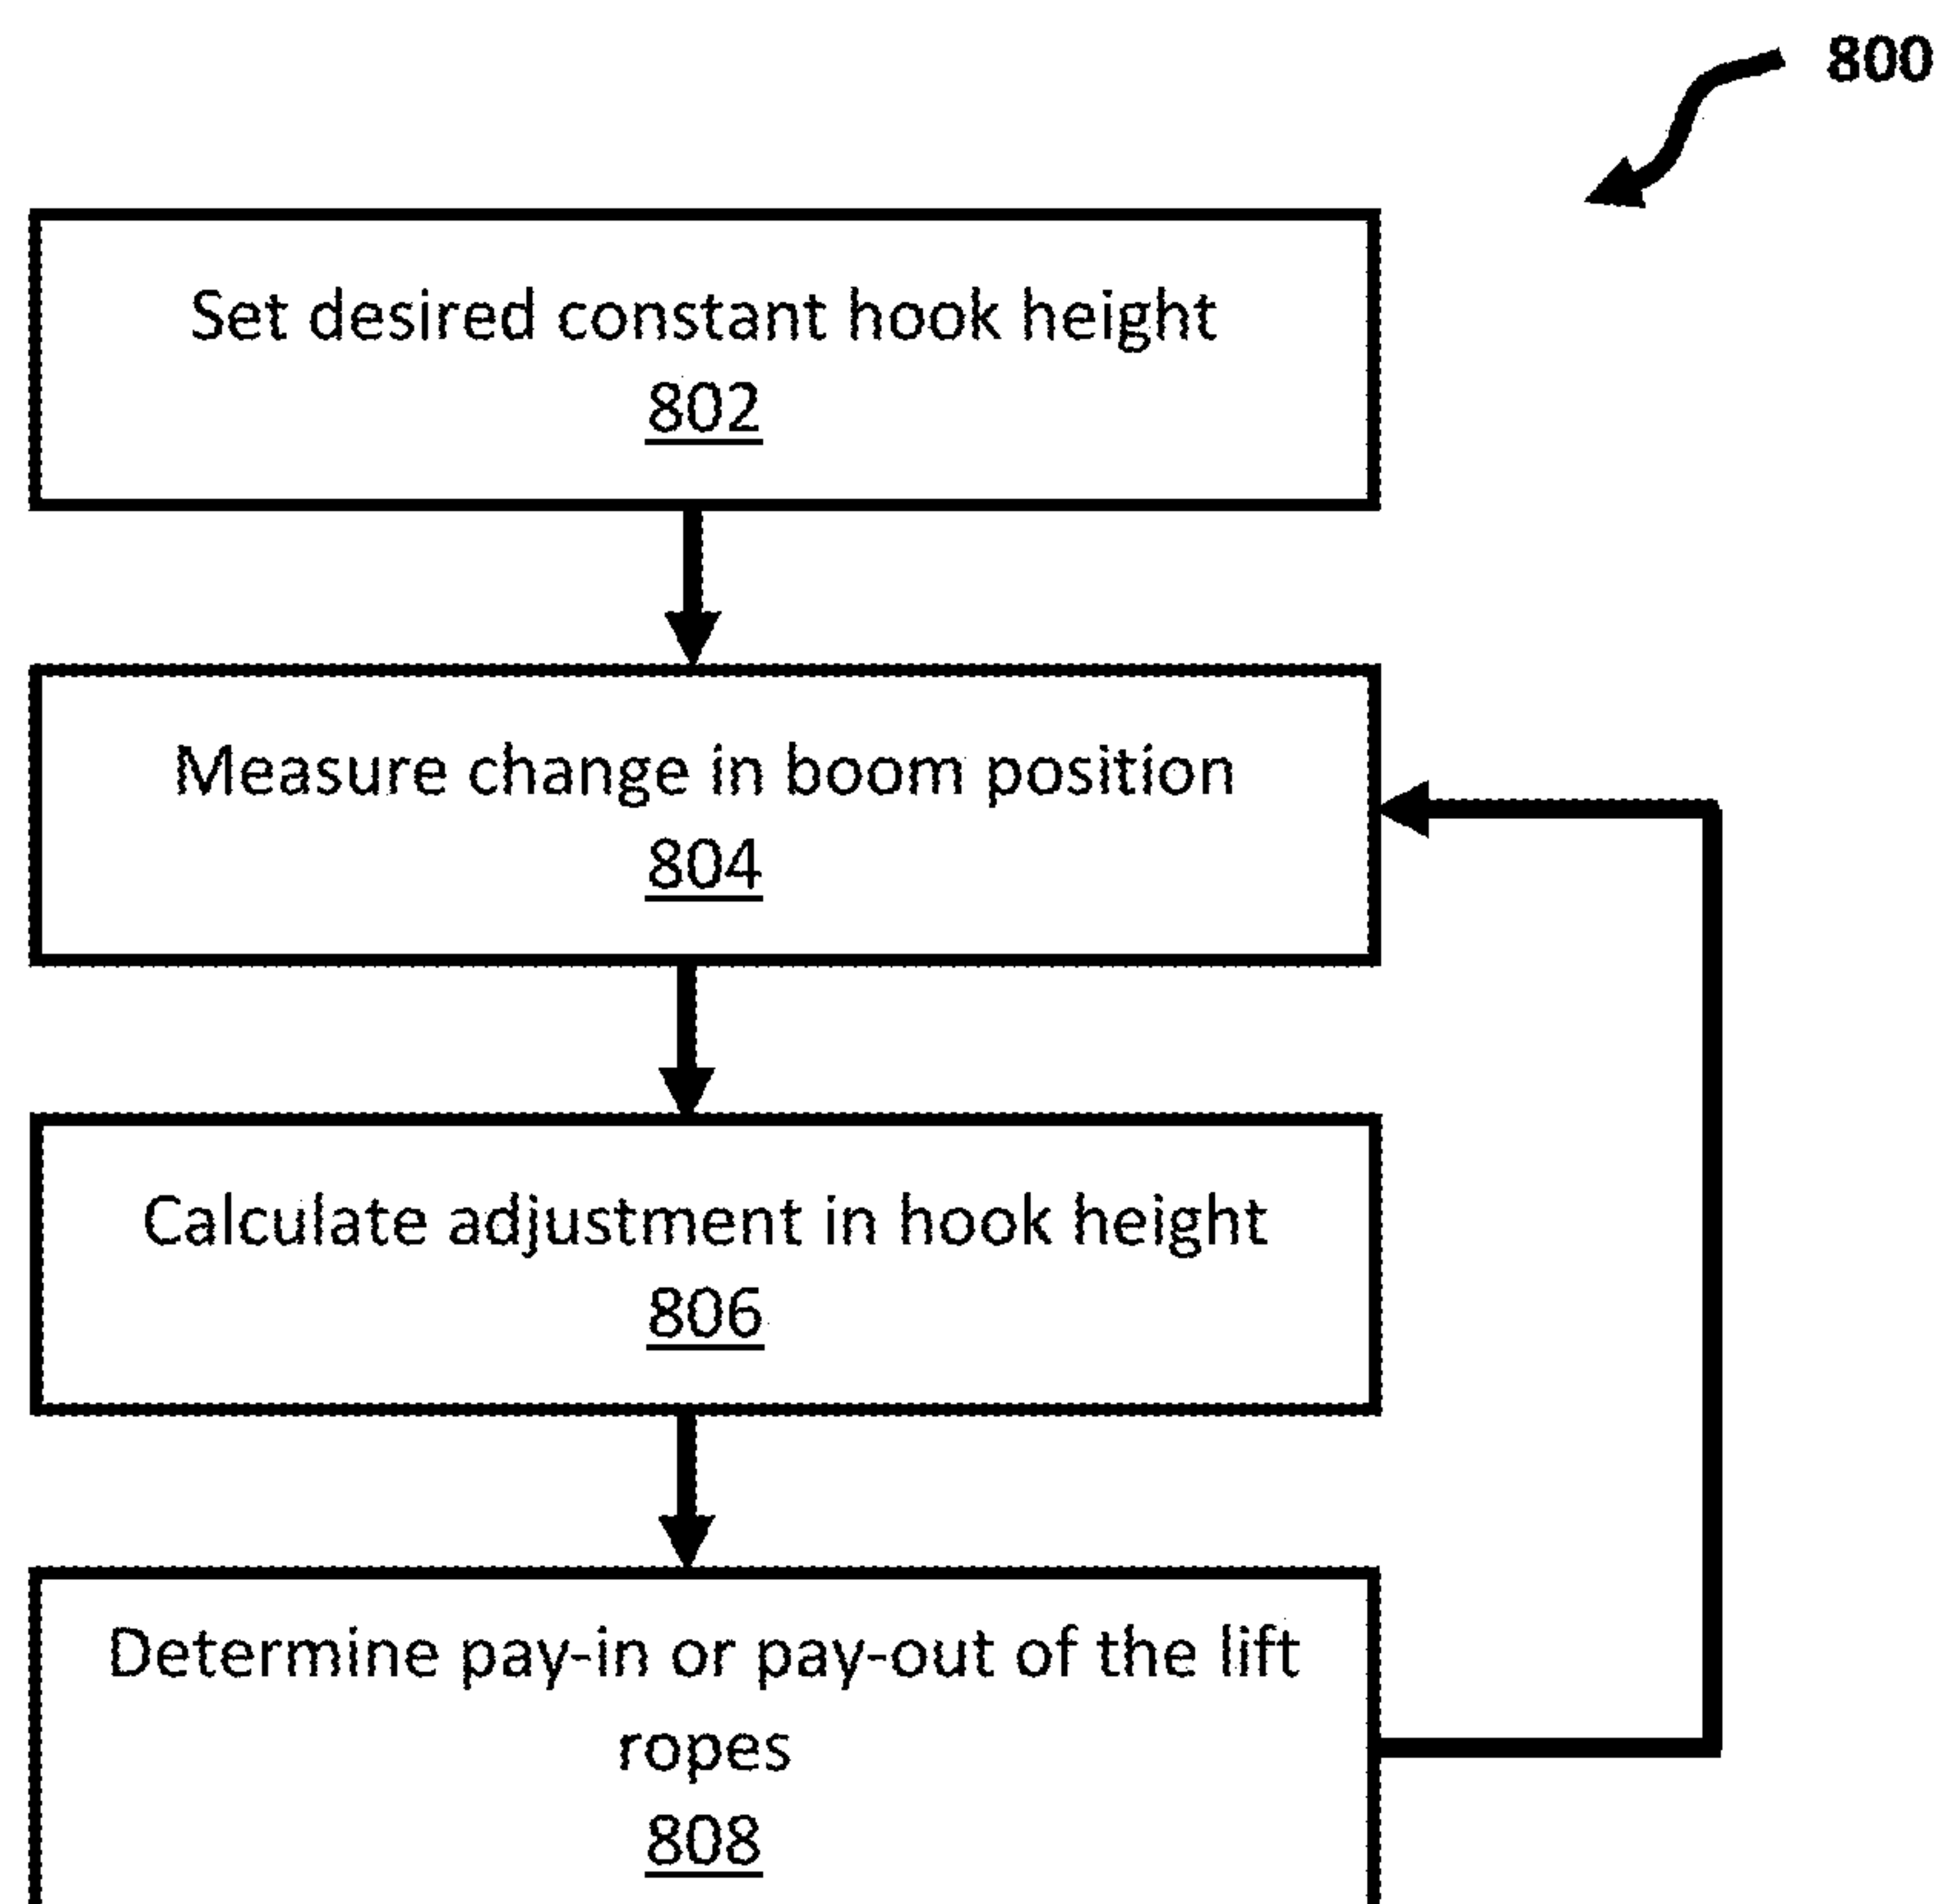 800
Set desired constant hook height
802
Measure change in boom position
804
Calculate adjustment in hook height
806
Determine pay-in or pay-out of the lift
ropes
808